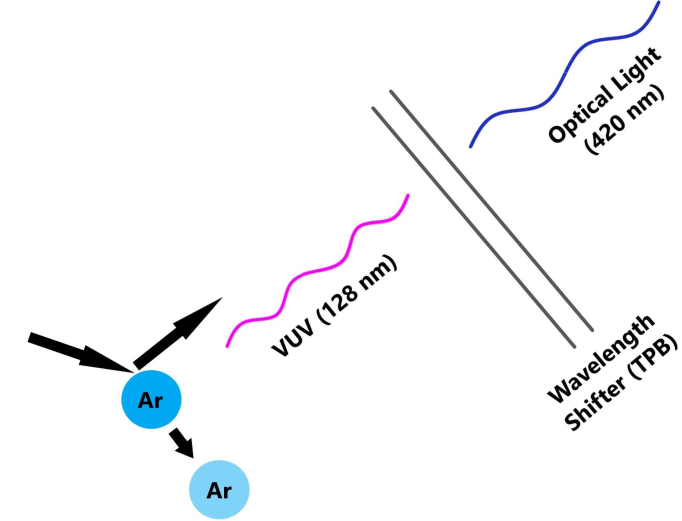 Optical Light
(420 nm)
VUV (128 nm)
Wavelength
Shifter (TPB)
Ar
Ar